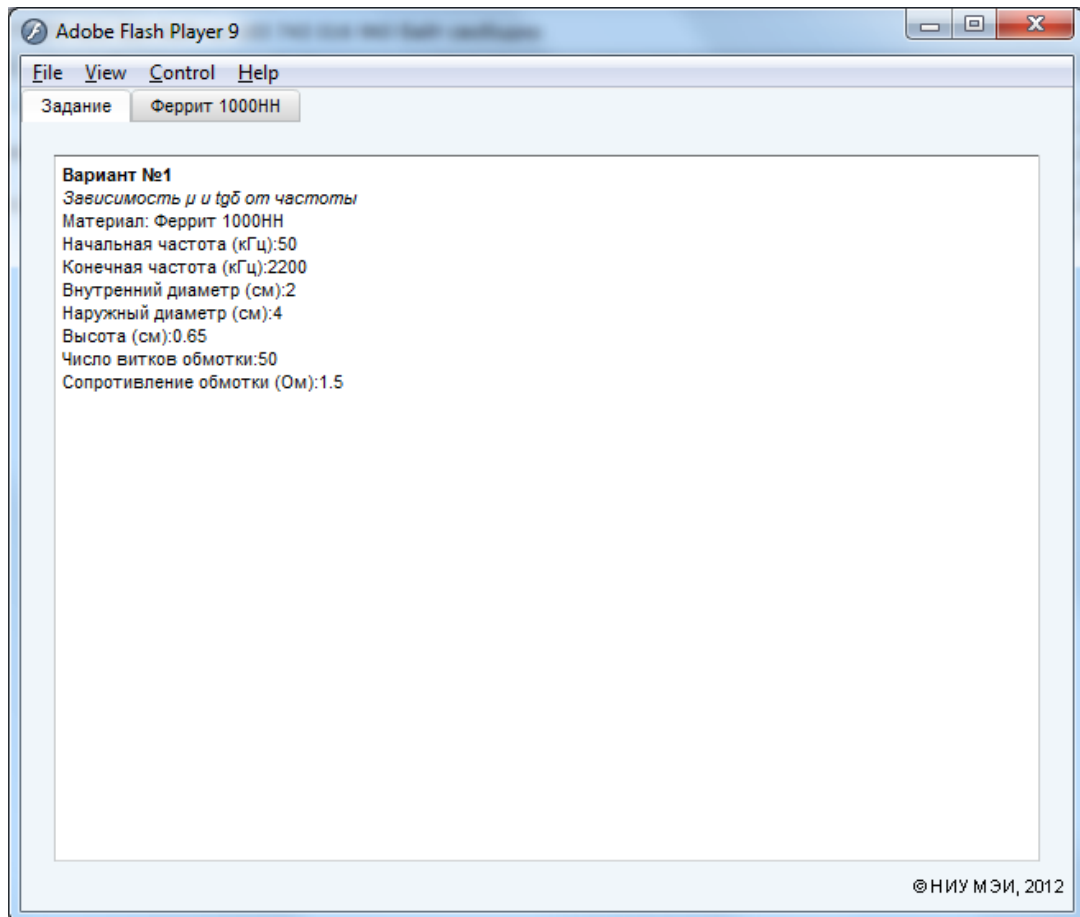 Adobe Flash Player 9
File View Control Help
Задание Феррит 1000НН
Вариант №1
Зависимость μ и tgδ от частоты
Материал: Феррит 1000НН
Начальная частота (кГц):50
Конечная частота (кГц):2200
Внутренний диаметр (см):2
Наружный диаметр (см):4
Высота (см):0.65
Число витков обмотки:50
Сопротивление обмотки (Ом):1.5
©НИУ МЭИ, 2012